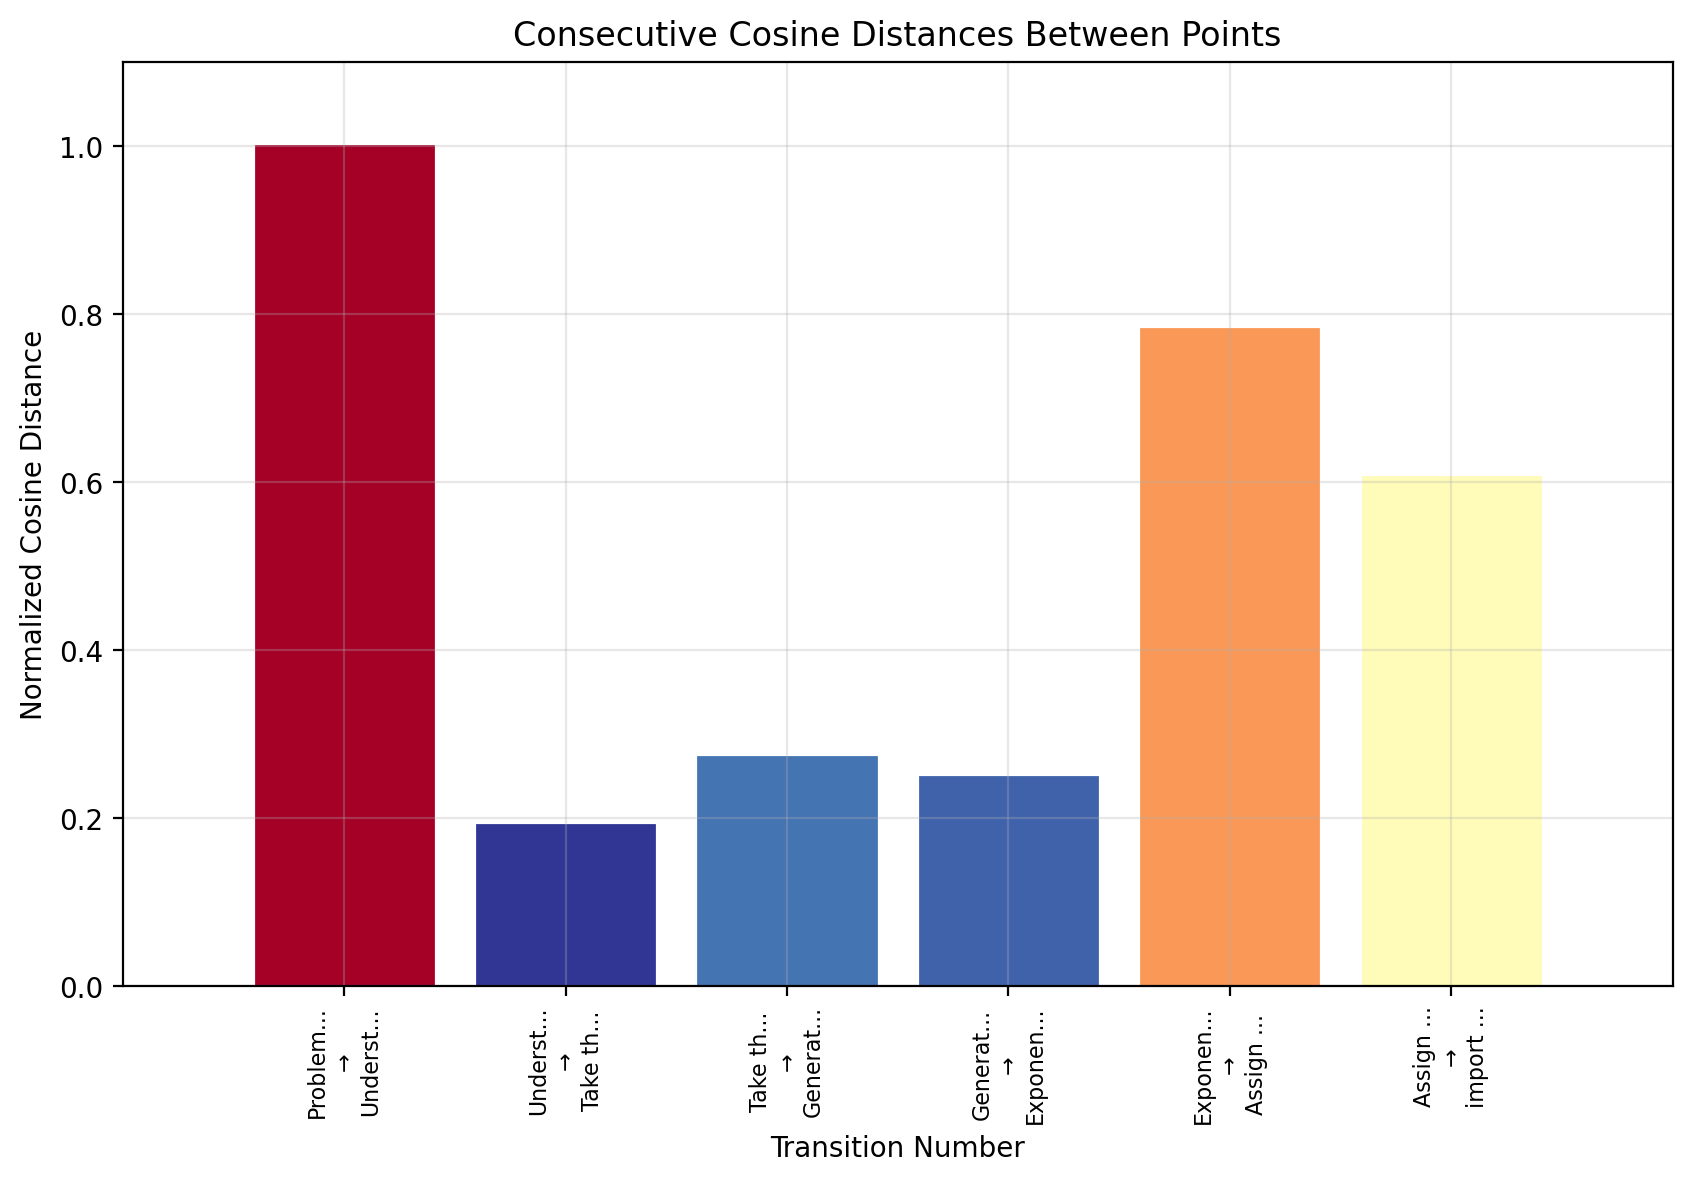 Consecutive Cosine Distances Between Points
Normalized Cosine Distance
1.0
0.8
0.6
0.4
0.2
0.0
Problem...
→
Underst...
Underst...
→
Take th...
Take th...
→
Generat...
Generat...
→
Exponen...
Exponen...
→
Assign ...
Assign ...
→
import ...
Transition Number